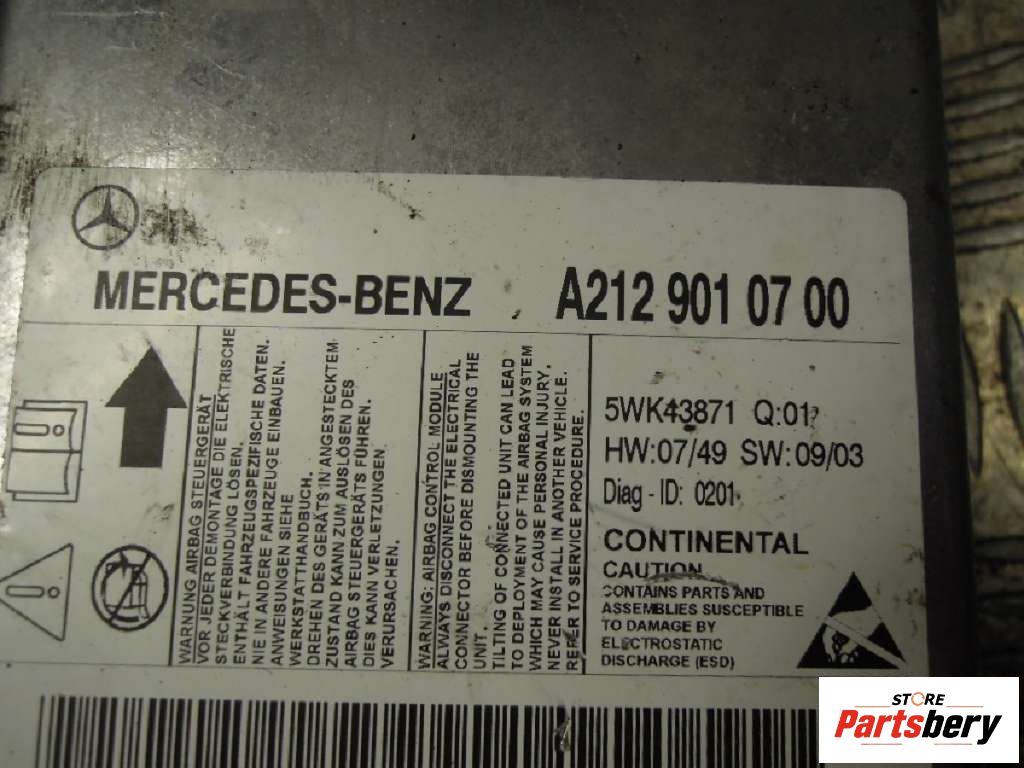 MERCEDES-BENZ A212 901 07 00
WARNUNG AIRBAG STEUERGERÄT
VOR JEDER DEMONTAGE DIE ELEKTRISCHE
STECKVERBINDUNG LÖSEN.
ENTHÄLT FAHRZEUGSPEZIFISCHE DATEN.
NIE IN ANDERE FAHRZEUGE EINBAUEN.
ANWEISUNGEN SIEHE
WERKSTATTHANDBUCH.
DREHEN DES GERÄTS IN ANGESTECKTEM
ZUSTAND KANN ZUM AUSLÖSEN DES
AIRBAG STEUERGERÄTS FÜHREN.
DIES KANN VERLETZUNGEN
VERURSACHEN.
WARNING: AIRBAG CONTROL MODULE
ALWAYS DISCONNECT THE ELECTRICAL
CONNECTOR BEFORE DISMOUNTING THE
UNIT.
TILTING OF CONNECTED UNIT CAN LEAD
TO DEPLOYMENT OF THE AIRBAG SYSTEM
WHICH MAY CAUSE PERSONAL INJURY.
NEVER INSTALL IN ANOTHER VEHICLE.
REFER TO SERVICE PROCEDURE.
5WK43871 Q:01
HW:07/49 SW:09/03
Diag - ID: 0201
CONTINENTAL
CAUTION
CONTAINS PARTS AND
ASSEMBLIES SUSCEPTIBLE
TO DAMAGE BY
ELECTROSTATIC
DISCHARGE (ESD)
STORE
Partsbery